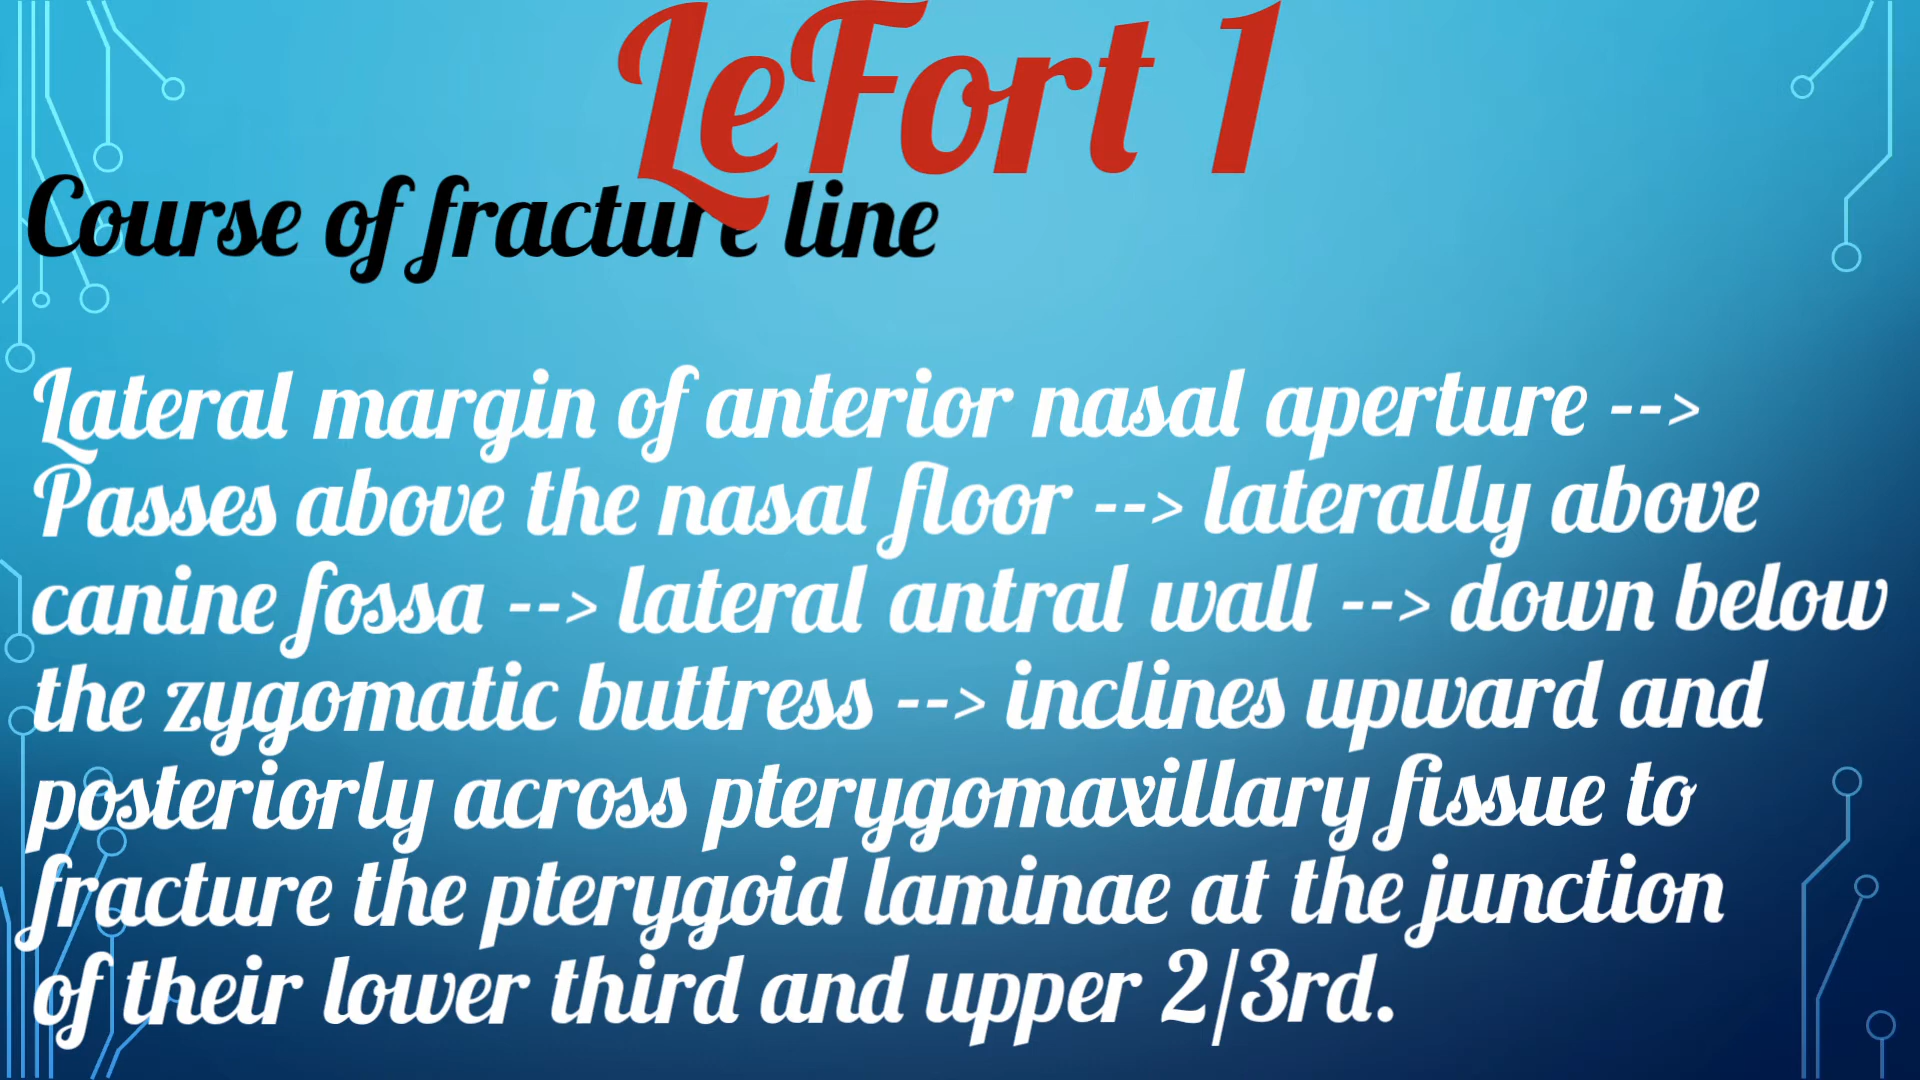 LeFort 1
Course of fracture line
Lateral margin of anterior nasal aperture -->
Passes above the nasal floor --> laterally above
canine fossa --> lateral antral wall --> down below
the zygomatic buttress --> inclines upward and
posteriorly across pterygomaxillary fissue to
fracture the pterygoid laminae at the junction
of their lower third and upper 2/3rd.